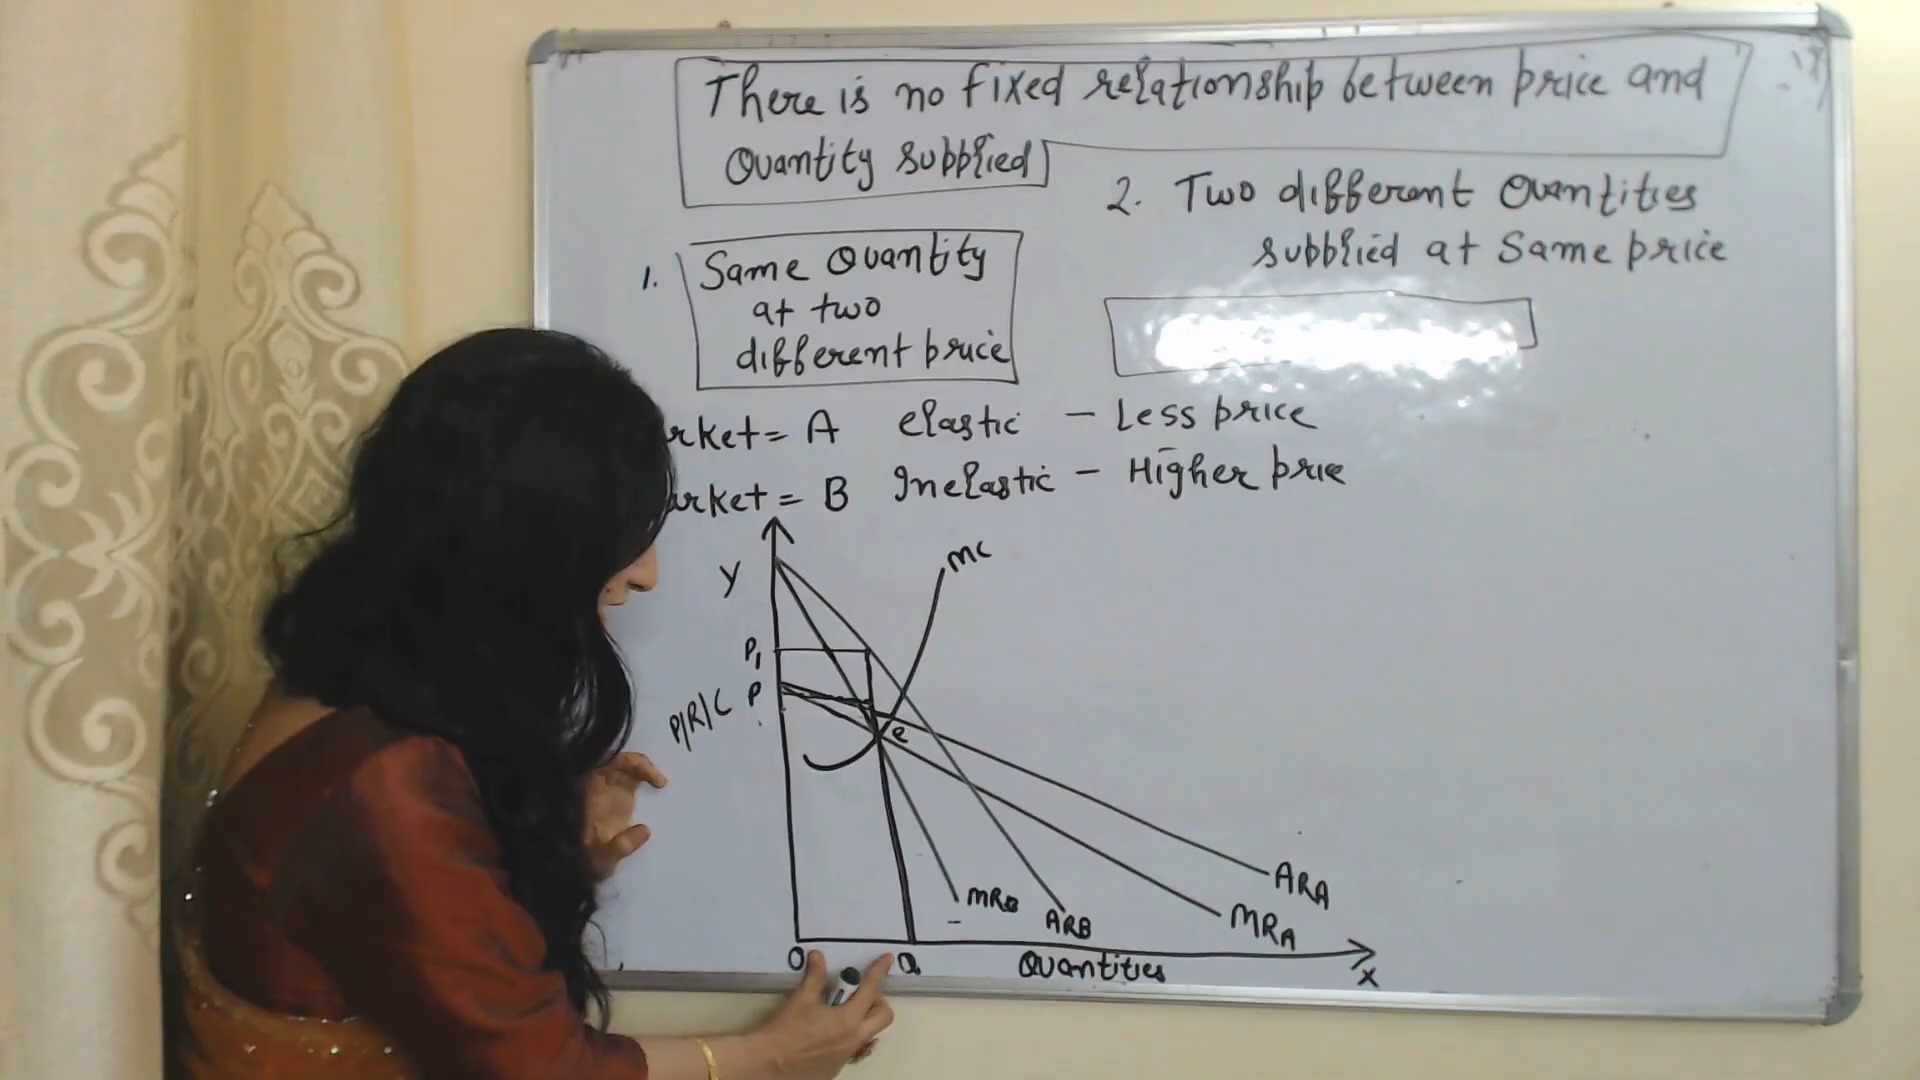 There is no fixed relationship between price and
Quantity supplied
2. Two different Quantities
supplied at Same price
1. Same Quantity
at two
different price
rket = A elastic - Less price
arket = B Inelastic - Higher price
Y
MC
P1
P/R/C P
e
MRB
ARB
ARA
MRA
O Q Quantities X